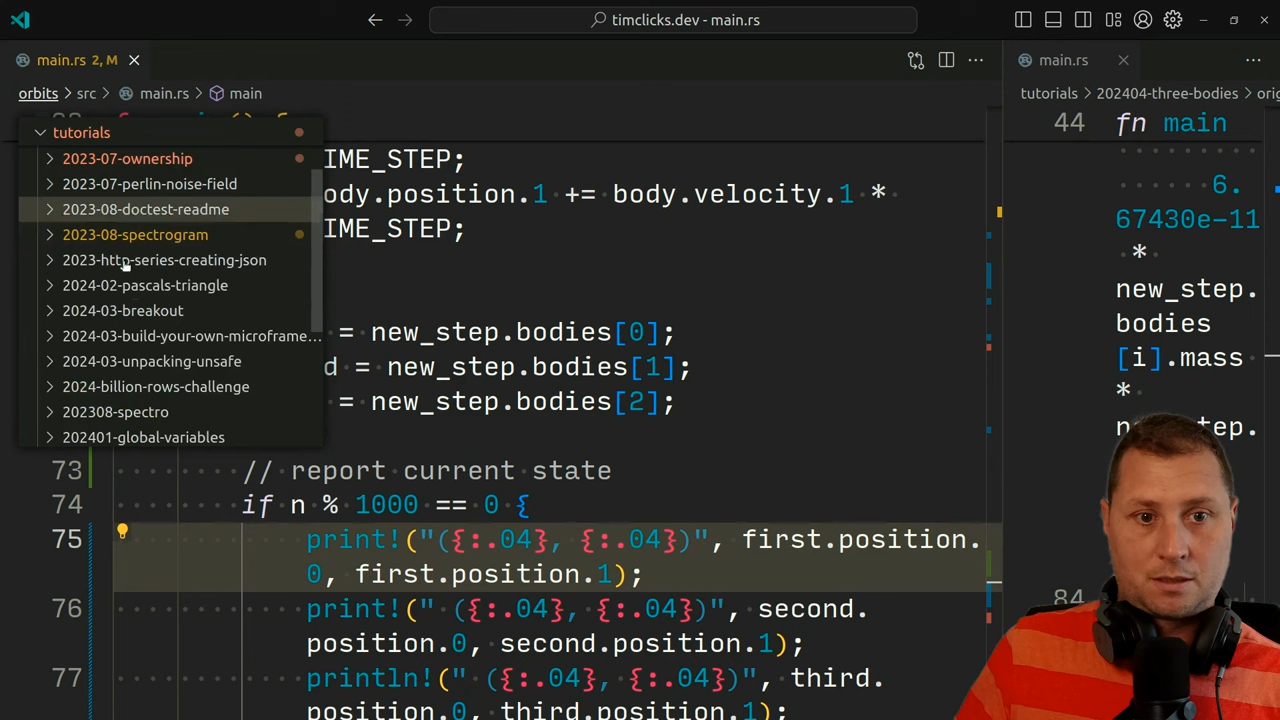 timclicks.dev - main.rs
main.rs 2, M
main.rs
orbits > src > main.rs > main
tutorials > 202404-three-bodies >
tutorials
2023-07-ownership
2023-07-perlin-noise-field
2023-08-doctest-readme
2023-08-spectrogram
2023-http-series-creating-json
2024-02-pascals-triangle
2024-03-breakout
2024-03-build-your-own-microframe...
2024-03-unpacking-unsafe
2024-billion-rows-challenge
202308-spectro
202401-global-variables
IME_STEP;
ody.position.1 += body.velocity.1 *
IME_STEP;
= new_step.bodies[0];
d = new_step.bodies[1];
= new_step.bodies[2];
73 // report current state
74 if n % 1000 == 0 {
75 print!("({:.04}, {:.04})", first.position.
0, first.position.1);
76 print!(" ({:.04}, {:.04})", second.
position.0, second.position.1);
77 println!(" ({:.04}, {:.04})", third.
position.0, third.position.1);
44 fn main
6.
67430e-11
*
new_step.
bodies
[i].mass
*
new_step.
84